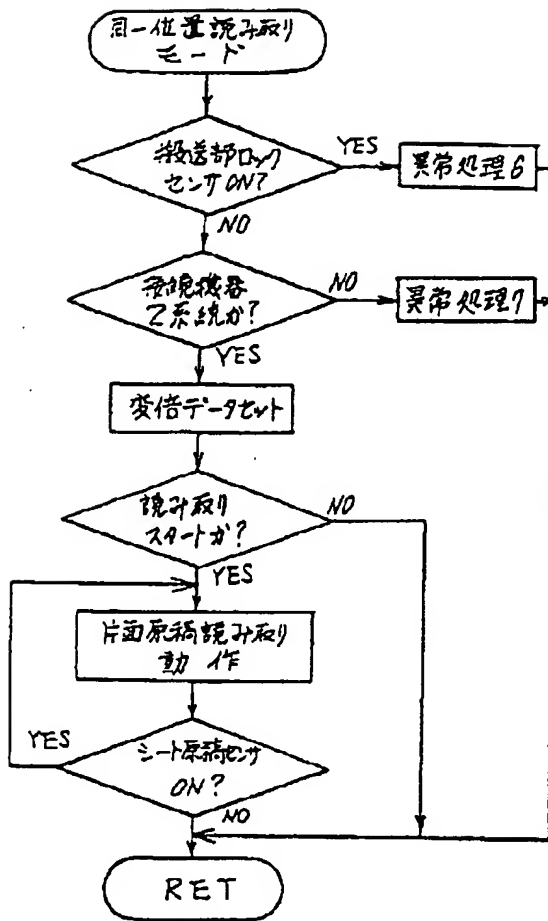 同一位置読み取り
モード
搬送部ロック
センサON?
YES
異常処理6
NO
接続機器
2系統か?
NO
異常処理7
YES
変倍データセット
読み取り
スタートか?
NO
YES
片面原稿読み取り
動作
YES
シート原稿センサ
ON?
NO
RET